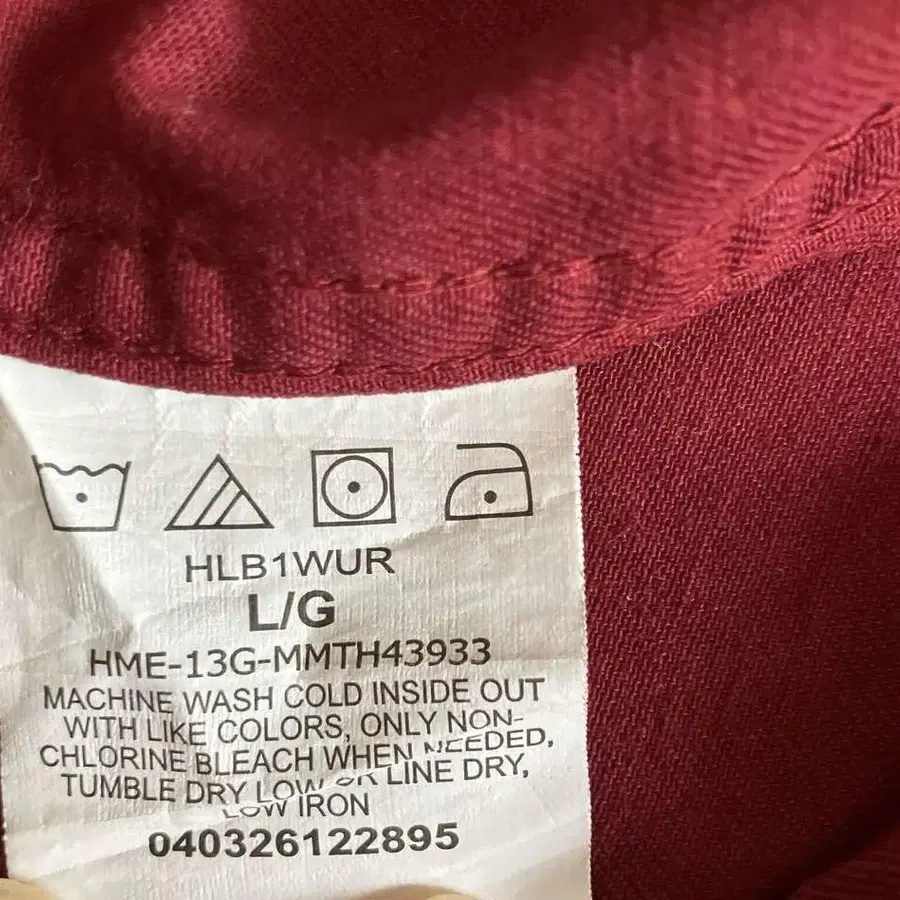 HLB1WUR
L/G
HME-13G-MMTH43933
MACHINE WASH COLD INSIDE OUT
WITH LIKE COLORS, ONLY NON-
CHLORINE BLEACH WHEN NEEDED,
TUMBLE DRY LOW OR LINE DRY,
LOW IRON
040326122895